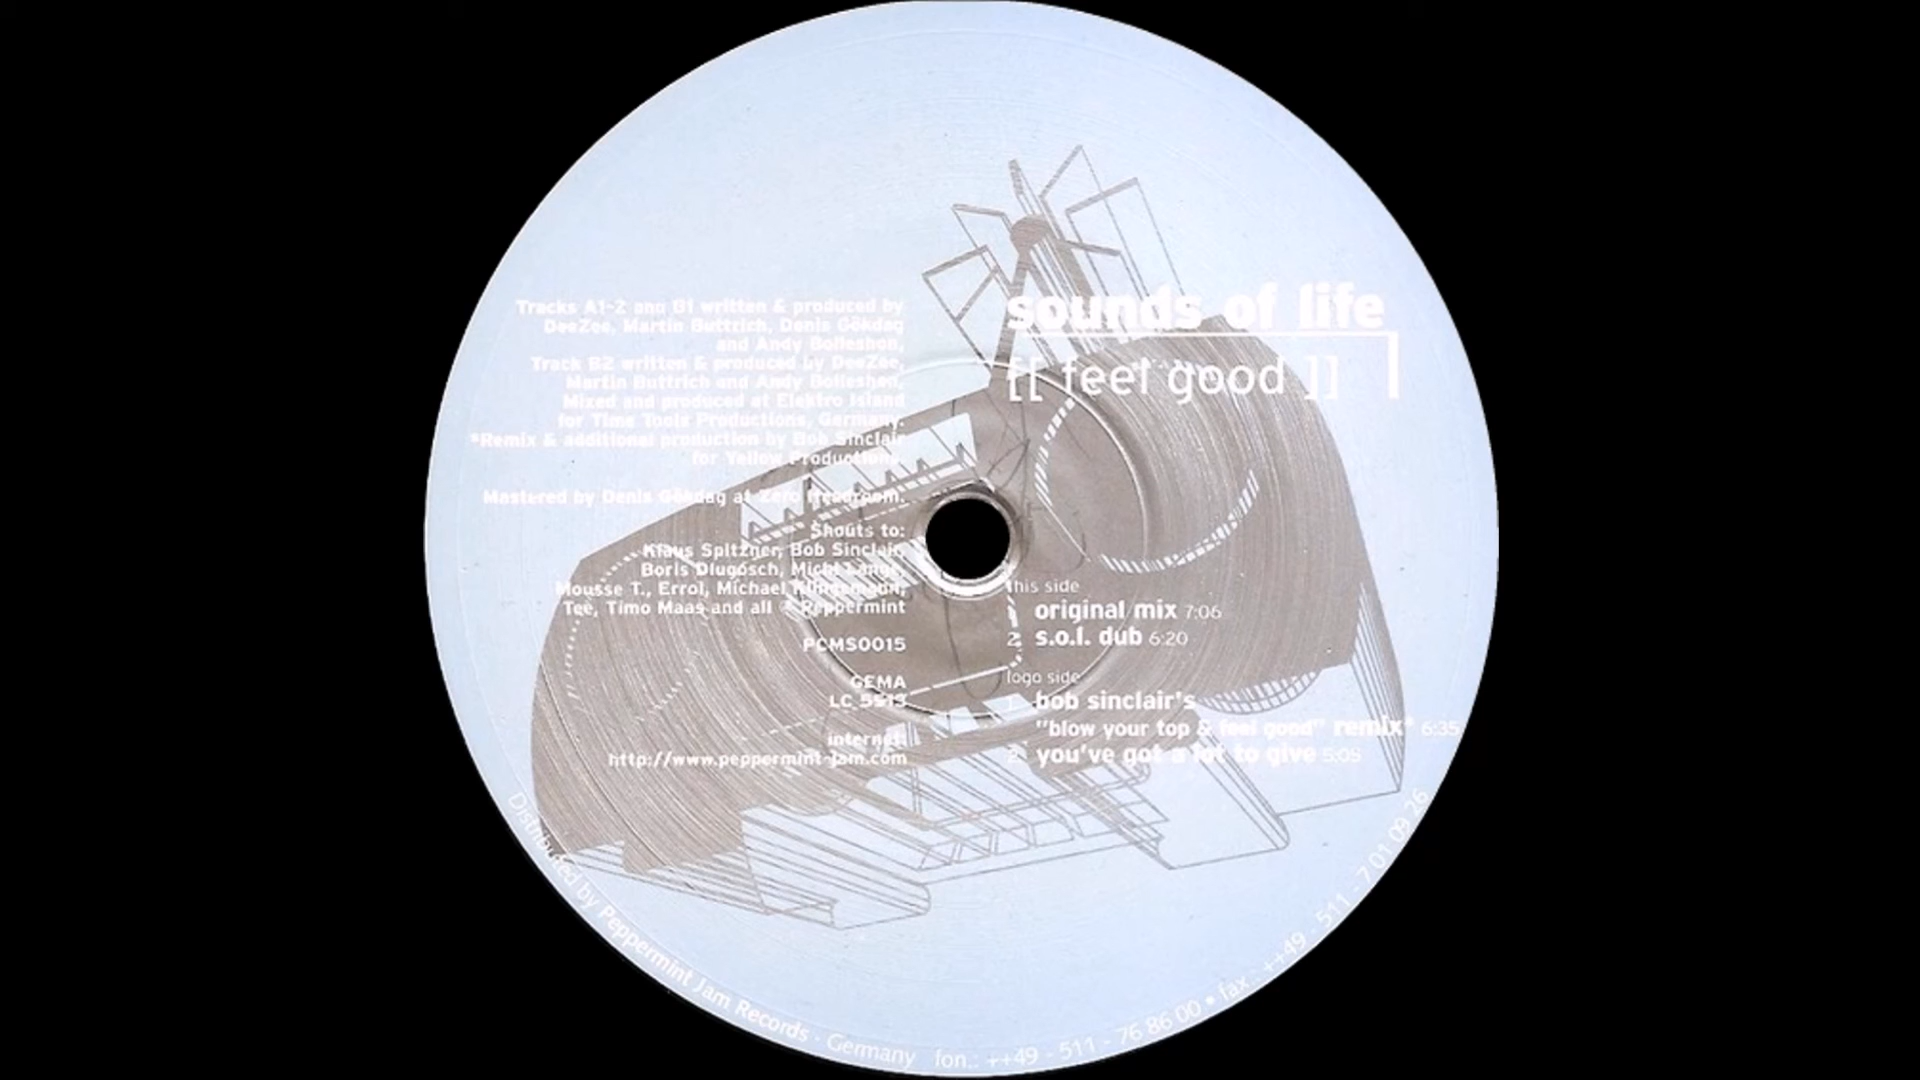 sounds of life
[[ feel good ]]
Tracks A1-2 and B1 written & produced by
DeeZee, Martin Buttrich, Denis Gökdag
and Andy Bolleshon,
Track B2 written & produced by DeeZee,
Martin Buttrich and Andy Bolleshon,
Mixed and produced at Elektro Island
for Time Tools Productions, Germany.
*Remix & additional production by Bob Sinclair
for Yellow Productions.
Mastered by Denis Gökdag at Zero Headroom.
Shouts to:
Klaus Spitzner, Bob Sinclair,
Boris Dlugosch, Michi Lange,
Mousse T., Errol, Michael
Tee, Timo Maas and all @ Peppermint
PCMS0015
GEMA
LC 5513
internet:
http://www.peppermint-jam.com
this side
original mix 7:06
2. s.o.l. dub 6:20
logo side
1. bob sinclair's
"blow your top & feel good" remix* 6:35
2. you've got a lot to give 5:05
Distributed by Peppermint Jam Records · Germany fon.: ++49 - 511 - 76 86 00 • fax.: ++49 - 511 - 7 01 09 26